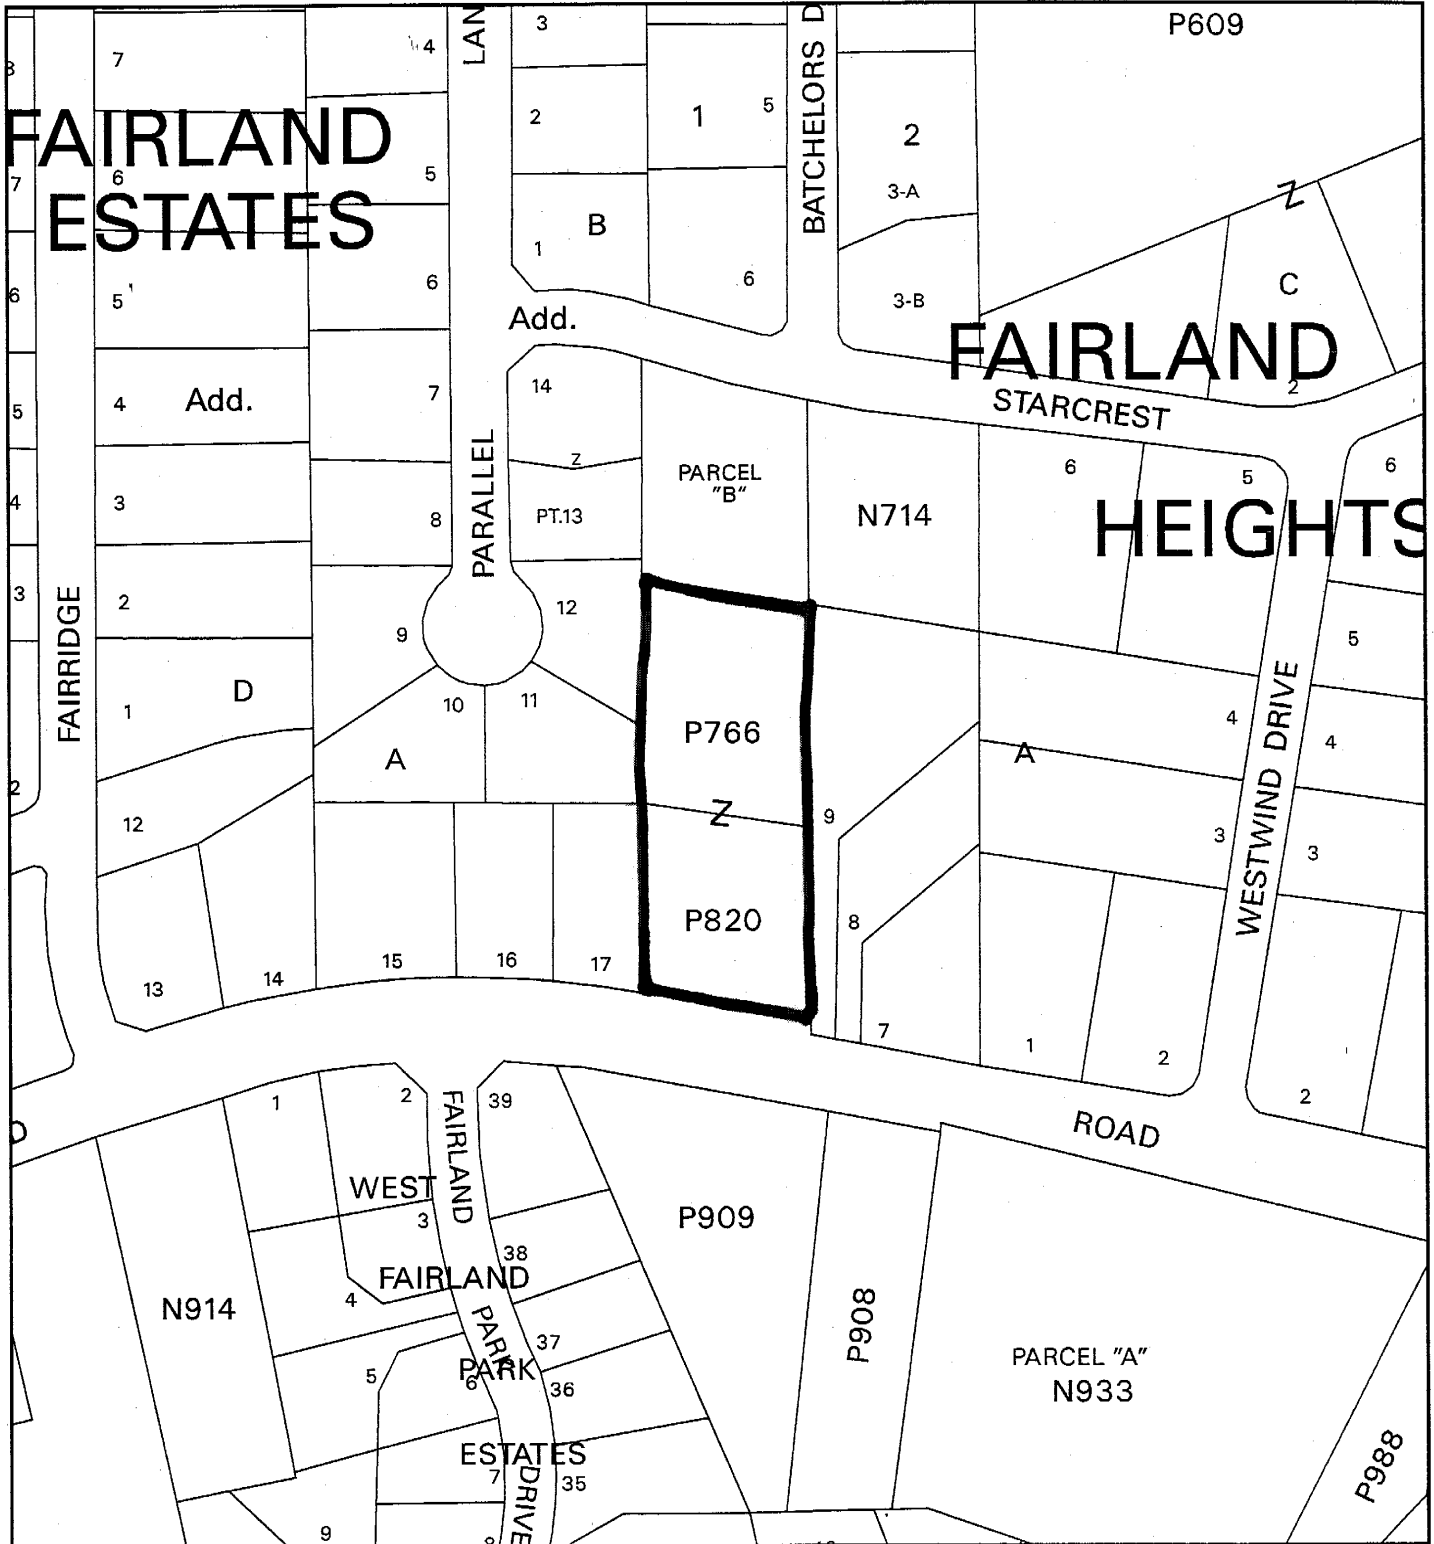 P609
3
LAN
4
7
3
BATCHELORS D
1
5
2
2
FAIRLAND
ESTATES
5
6
7
3-A
Z
B
1
6
C
6
6
5
3-B
Add.
FAIRLAND
14
7
2
STARCREST
4
Add.
5
Z
PARCEL
"B"
6
5
6
PARALLEL
4
3
8
PT.13
N714
HEIGHTS
3
2
12
9
5
FAIRRIDGE
WESTWIND DRIVE
10
11
D
1
P766
4
4
A
A
2
Z
9
12
3
3
P820
8
15
16
17
14
13
7
1
2
2
1
2
39
FAIRLAND
D
ROAD
WEST
3
P909
38
FAIRLAND
4
N914
PARK
37
P908
PARCEL "A"
N933
5
PARK
6
36
ESTATES
7
35
DRIVE
P988
9